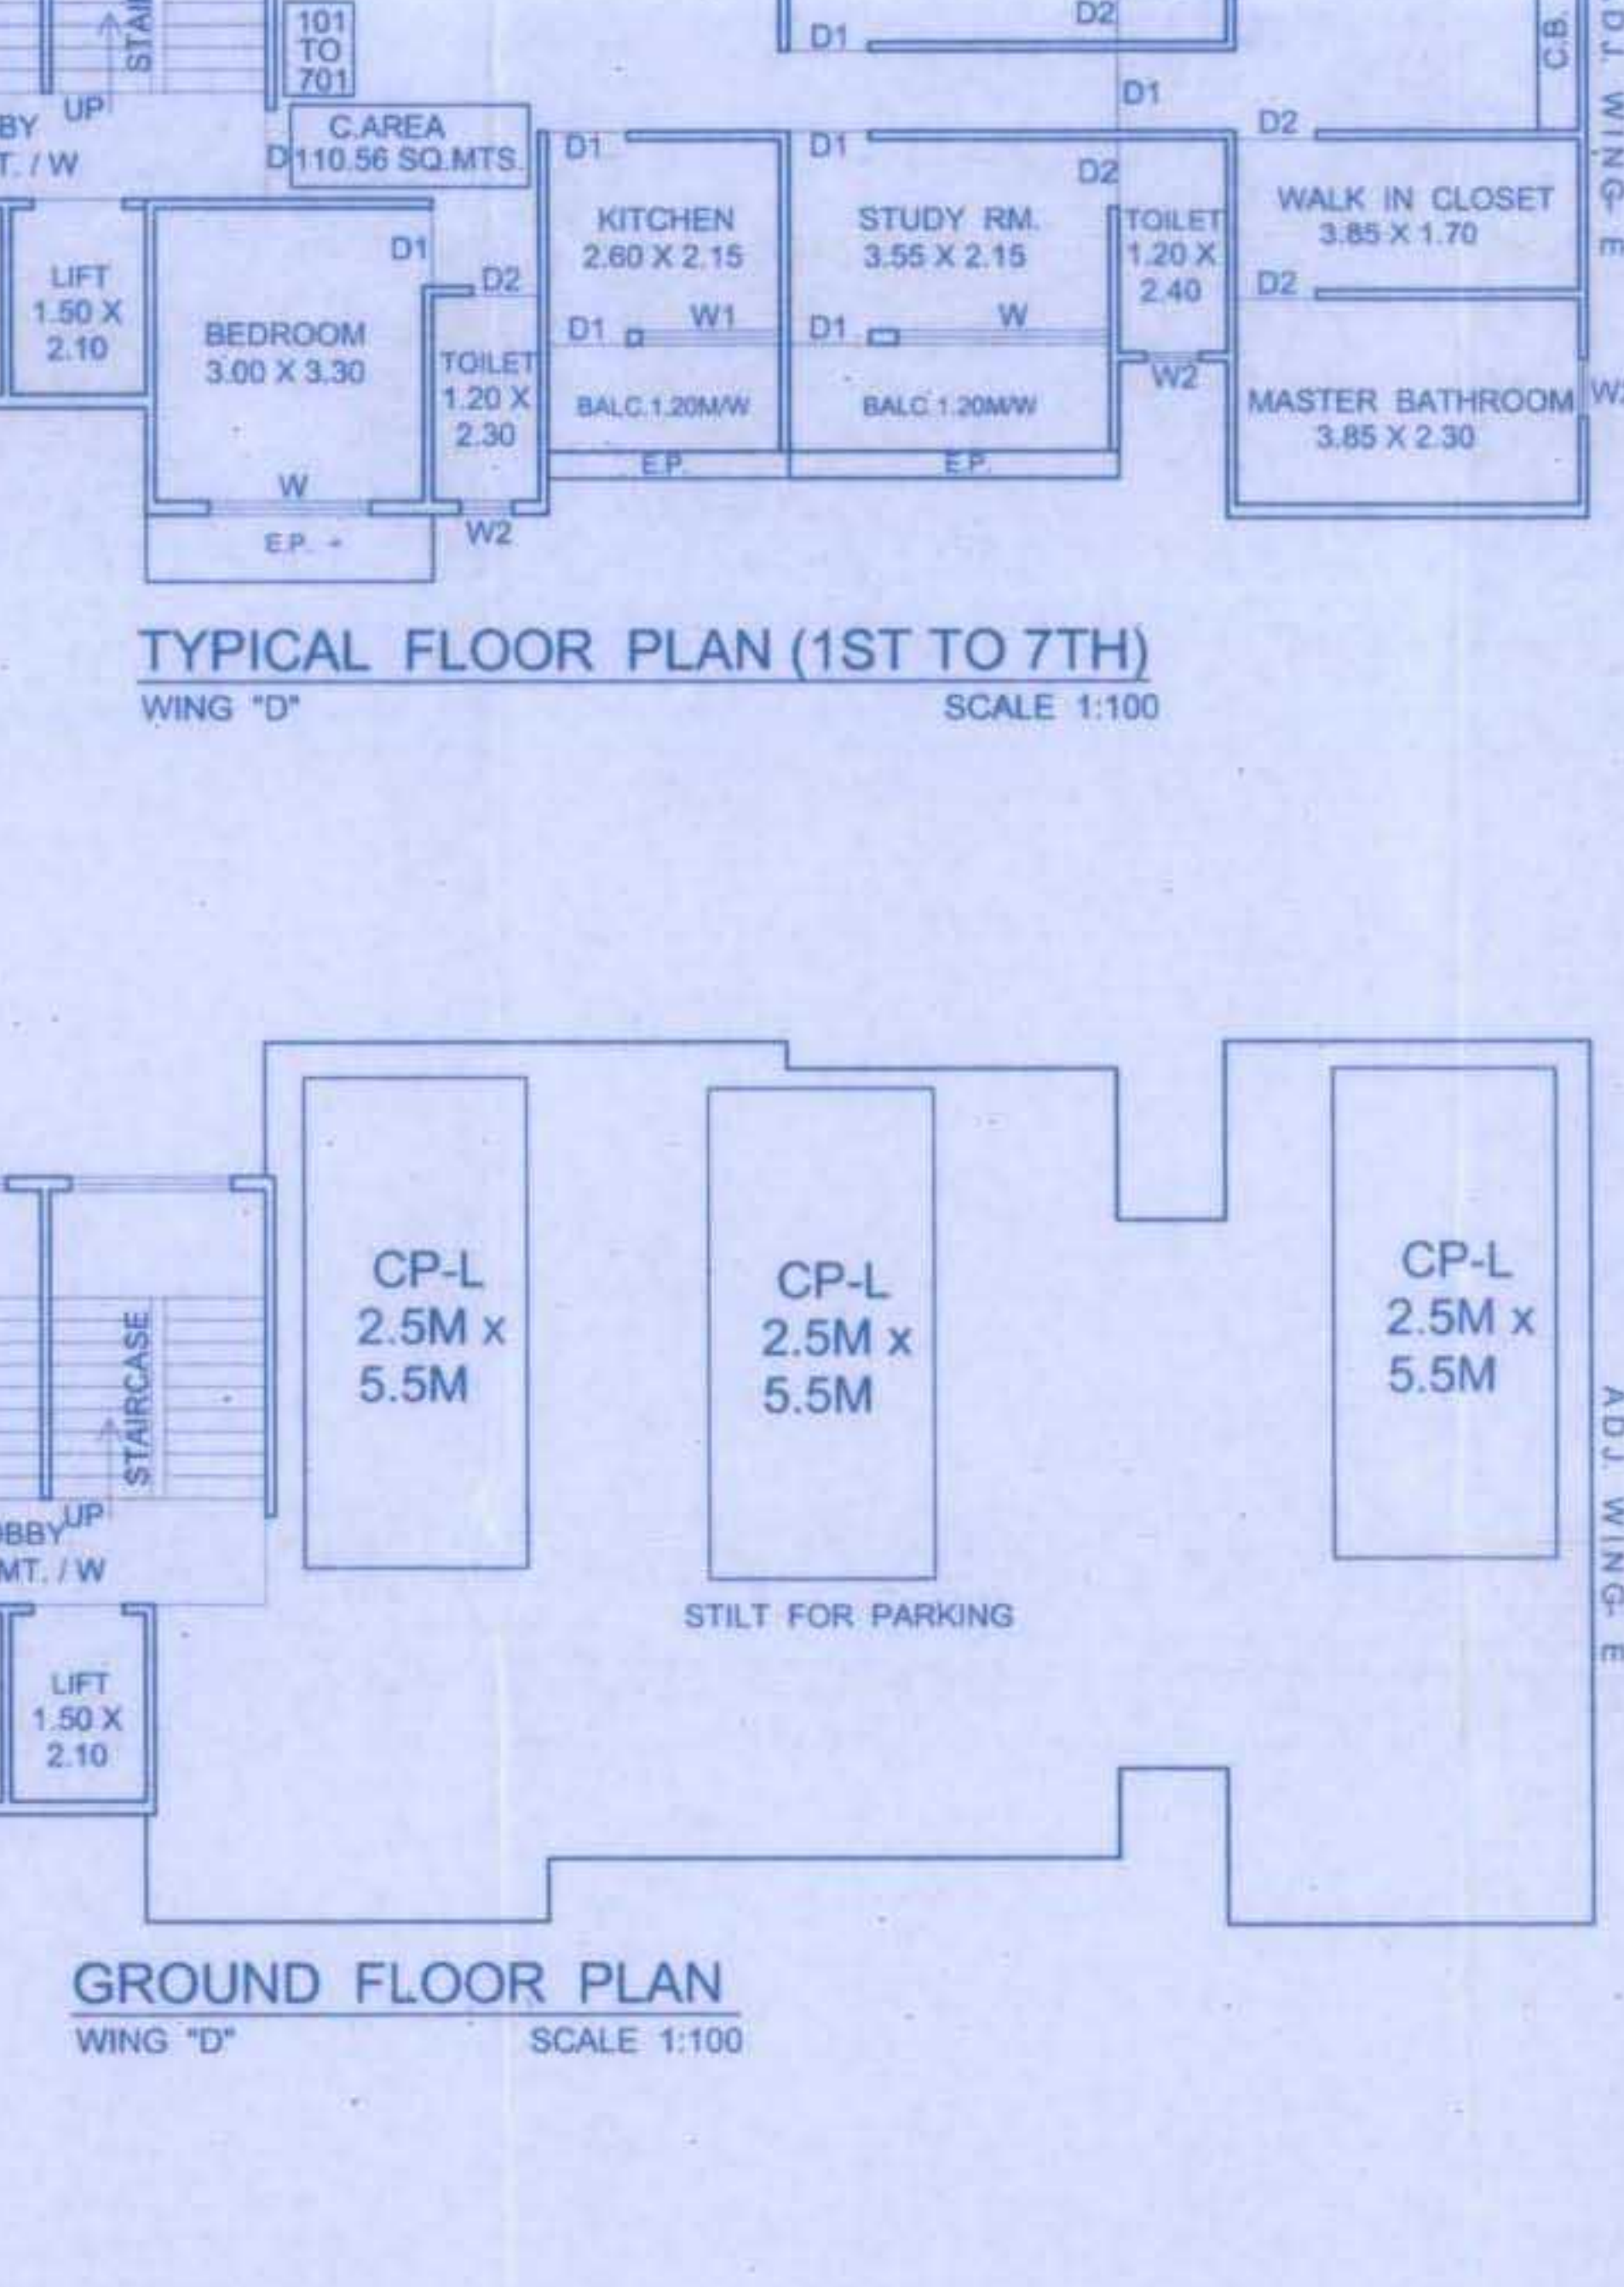 STAI
101
TO
701
D1
D2
C.B.
ADJ. WING- E
D1
UP
BY
T. / W
D
C.AREA
110.56 SQ.MTS.
D1
D1
D2
D2
KITCHEN
2.60 X 2.15
STUDY RM.
3.55 X 2.15
TOILET
1.20 X
2.40
WALK IN CLOSET
3.85 X 1.70
D1
D2
D2
LIFT
1.50 X
2.10
BEDROOM
3.00 X 3.30
TOILET
1.20 X
2.30
D1
W1
D1
W
W2
BALC.1.20M/W
BALC.1.20M/W
MASTER BATHROOM
3.85 X 2.30
W2
E.P.
E.P.
W
E.P.
W2
TYPICAL FLOOR PLAN (1ST TO 7TH)
WING "D" SCALE 1:100
CP-L
2.5M x
5.5M
CP-L
2.5M x
5.5M
CP-L
2.5M x
5.5M
STAIRCASE
ADJ. WING- E
UP
OBBY
MT. / W
STILT FOR PARKING
LIFT
1.50 X
2.10
GROUND FLOOR PLAN
WING "D" SCALE 1:100